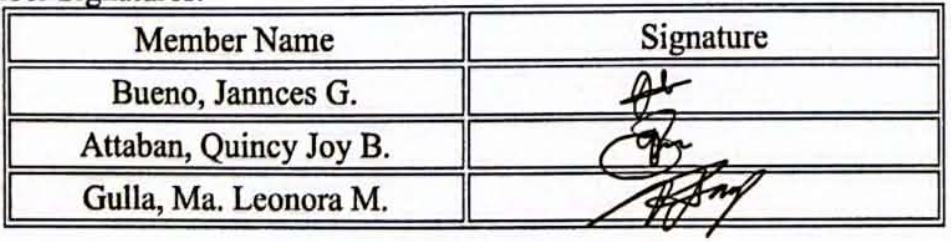 Member Name Signature
Bueno, Jannces G.
Attaban, Quincy Joy B.
Gulla, Ma. Leonora M.